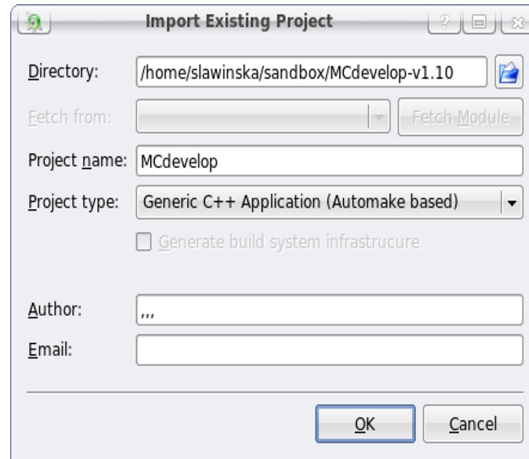 Import Existing Project
Directory: /home/slawinska/sandbox/MCdevelop-v1.10
Fetch from: Fetch Module
Project name: MCdevelop
Project type: Generic C++ Application (Automake based)
Generate build system infrastrucure
Author: ,,,
Email:
OK Cancel